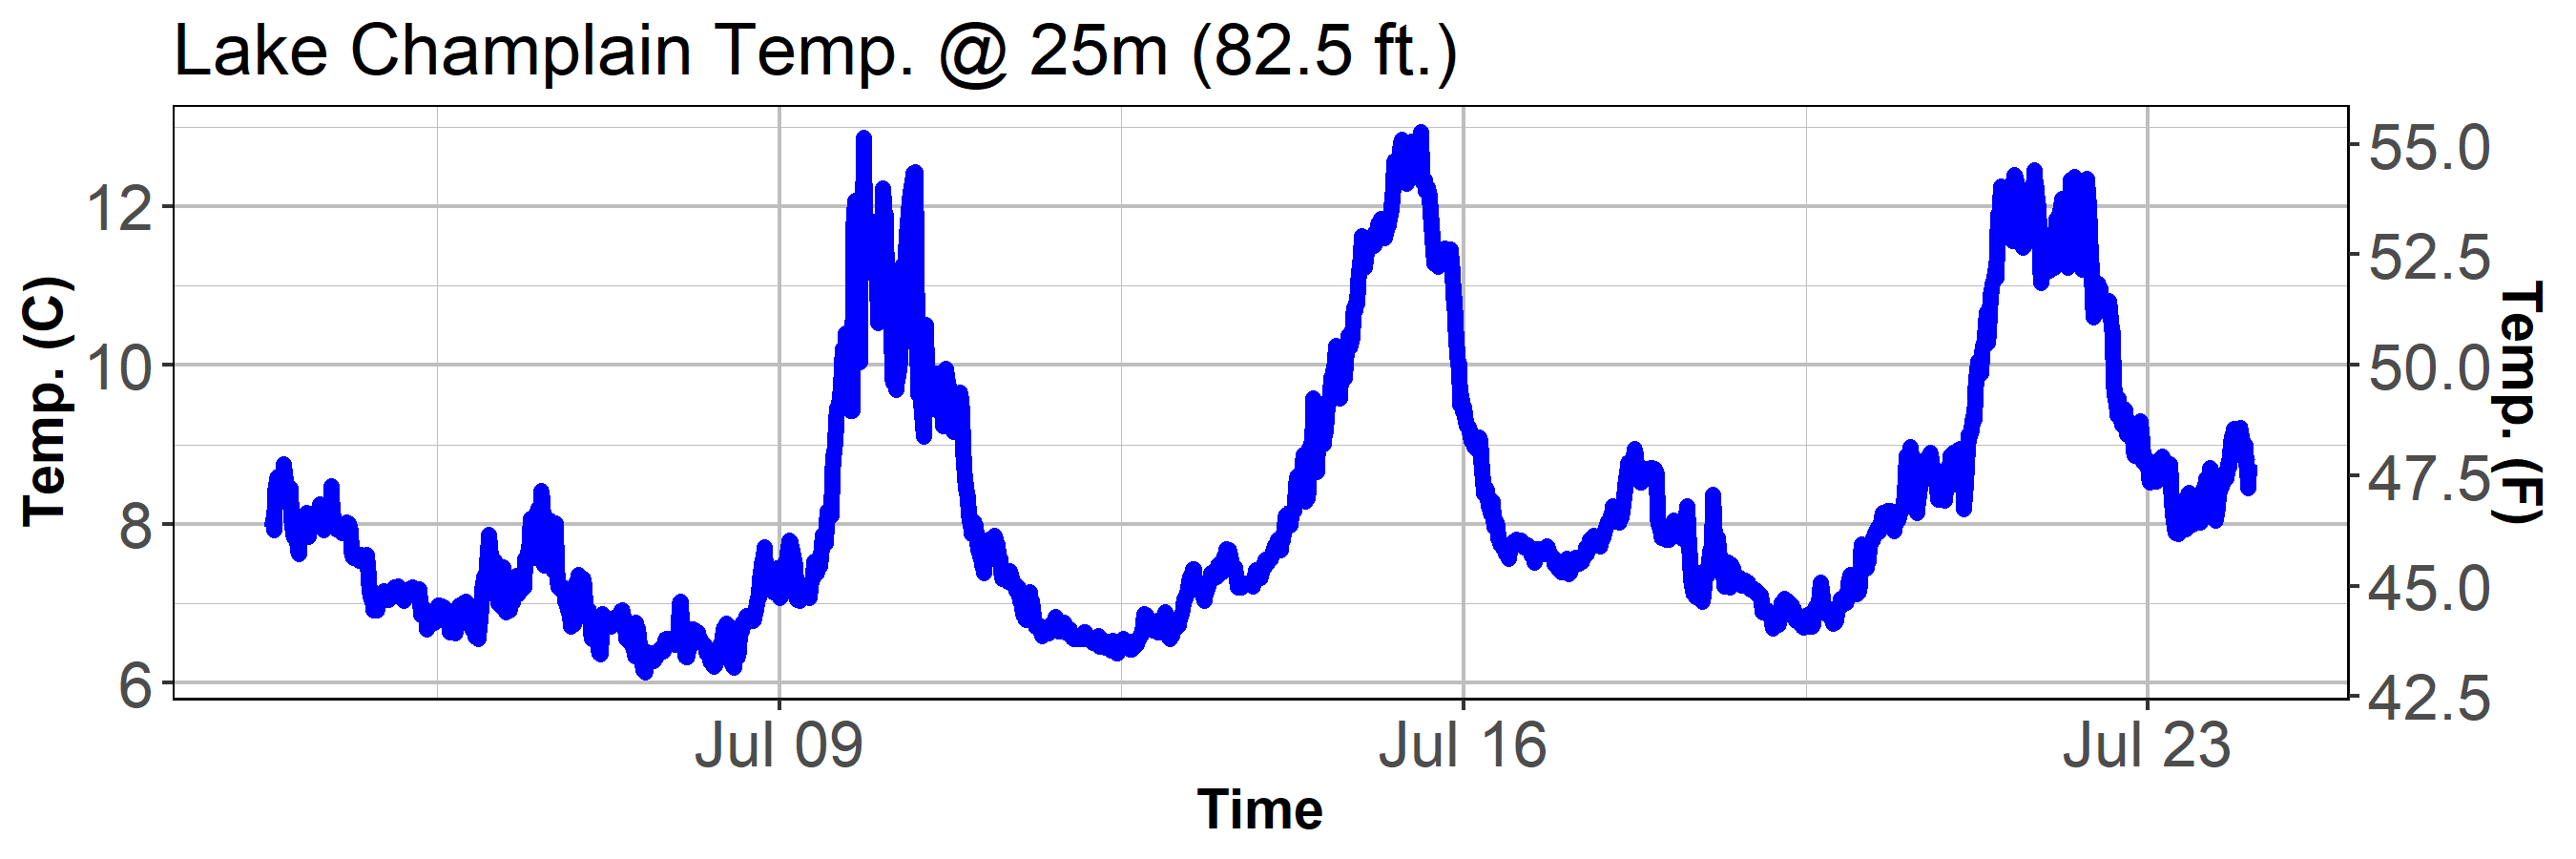 Lake Champlain Temp. @ 25m (82.5 ft.)
Temp. (C)
12
10
8
6
55.0
52.5
50.0
47.5
45.0
42.5
Temp. (F)
Jul 09
Jul 16
Jul 23
Time